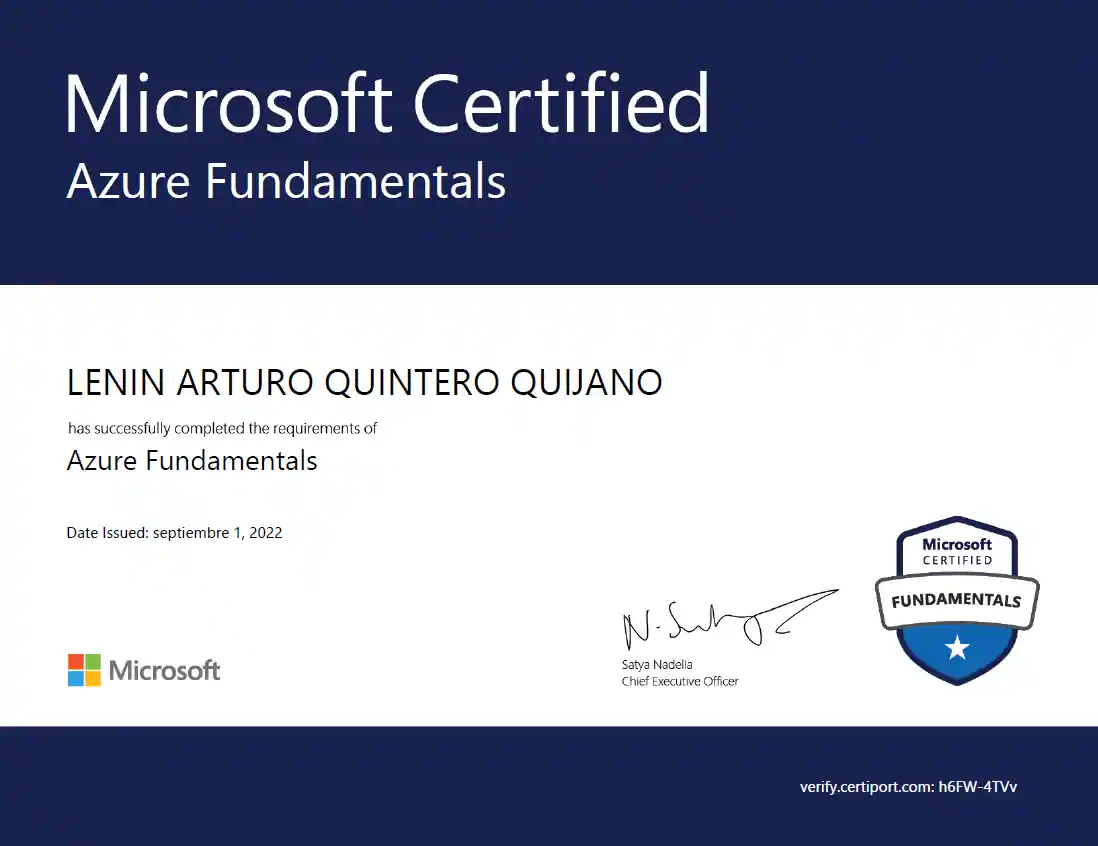 Microsoft Certified
Azure Fundamentals
LENIN ARTURO QUINTERO QUIJANO
has successfully completed the requirements of
Azure Fundamentals
Date Issued: septiembre 1, 2022
Microsoft
CERTIFIED
FUNDAMENTALS
N. Satya
Satya Nadella
Chief Executive Officer
Microsoft
verify.certiport.com: h6FW-4TVv